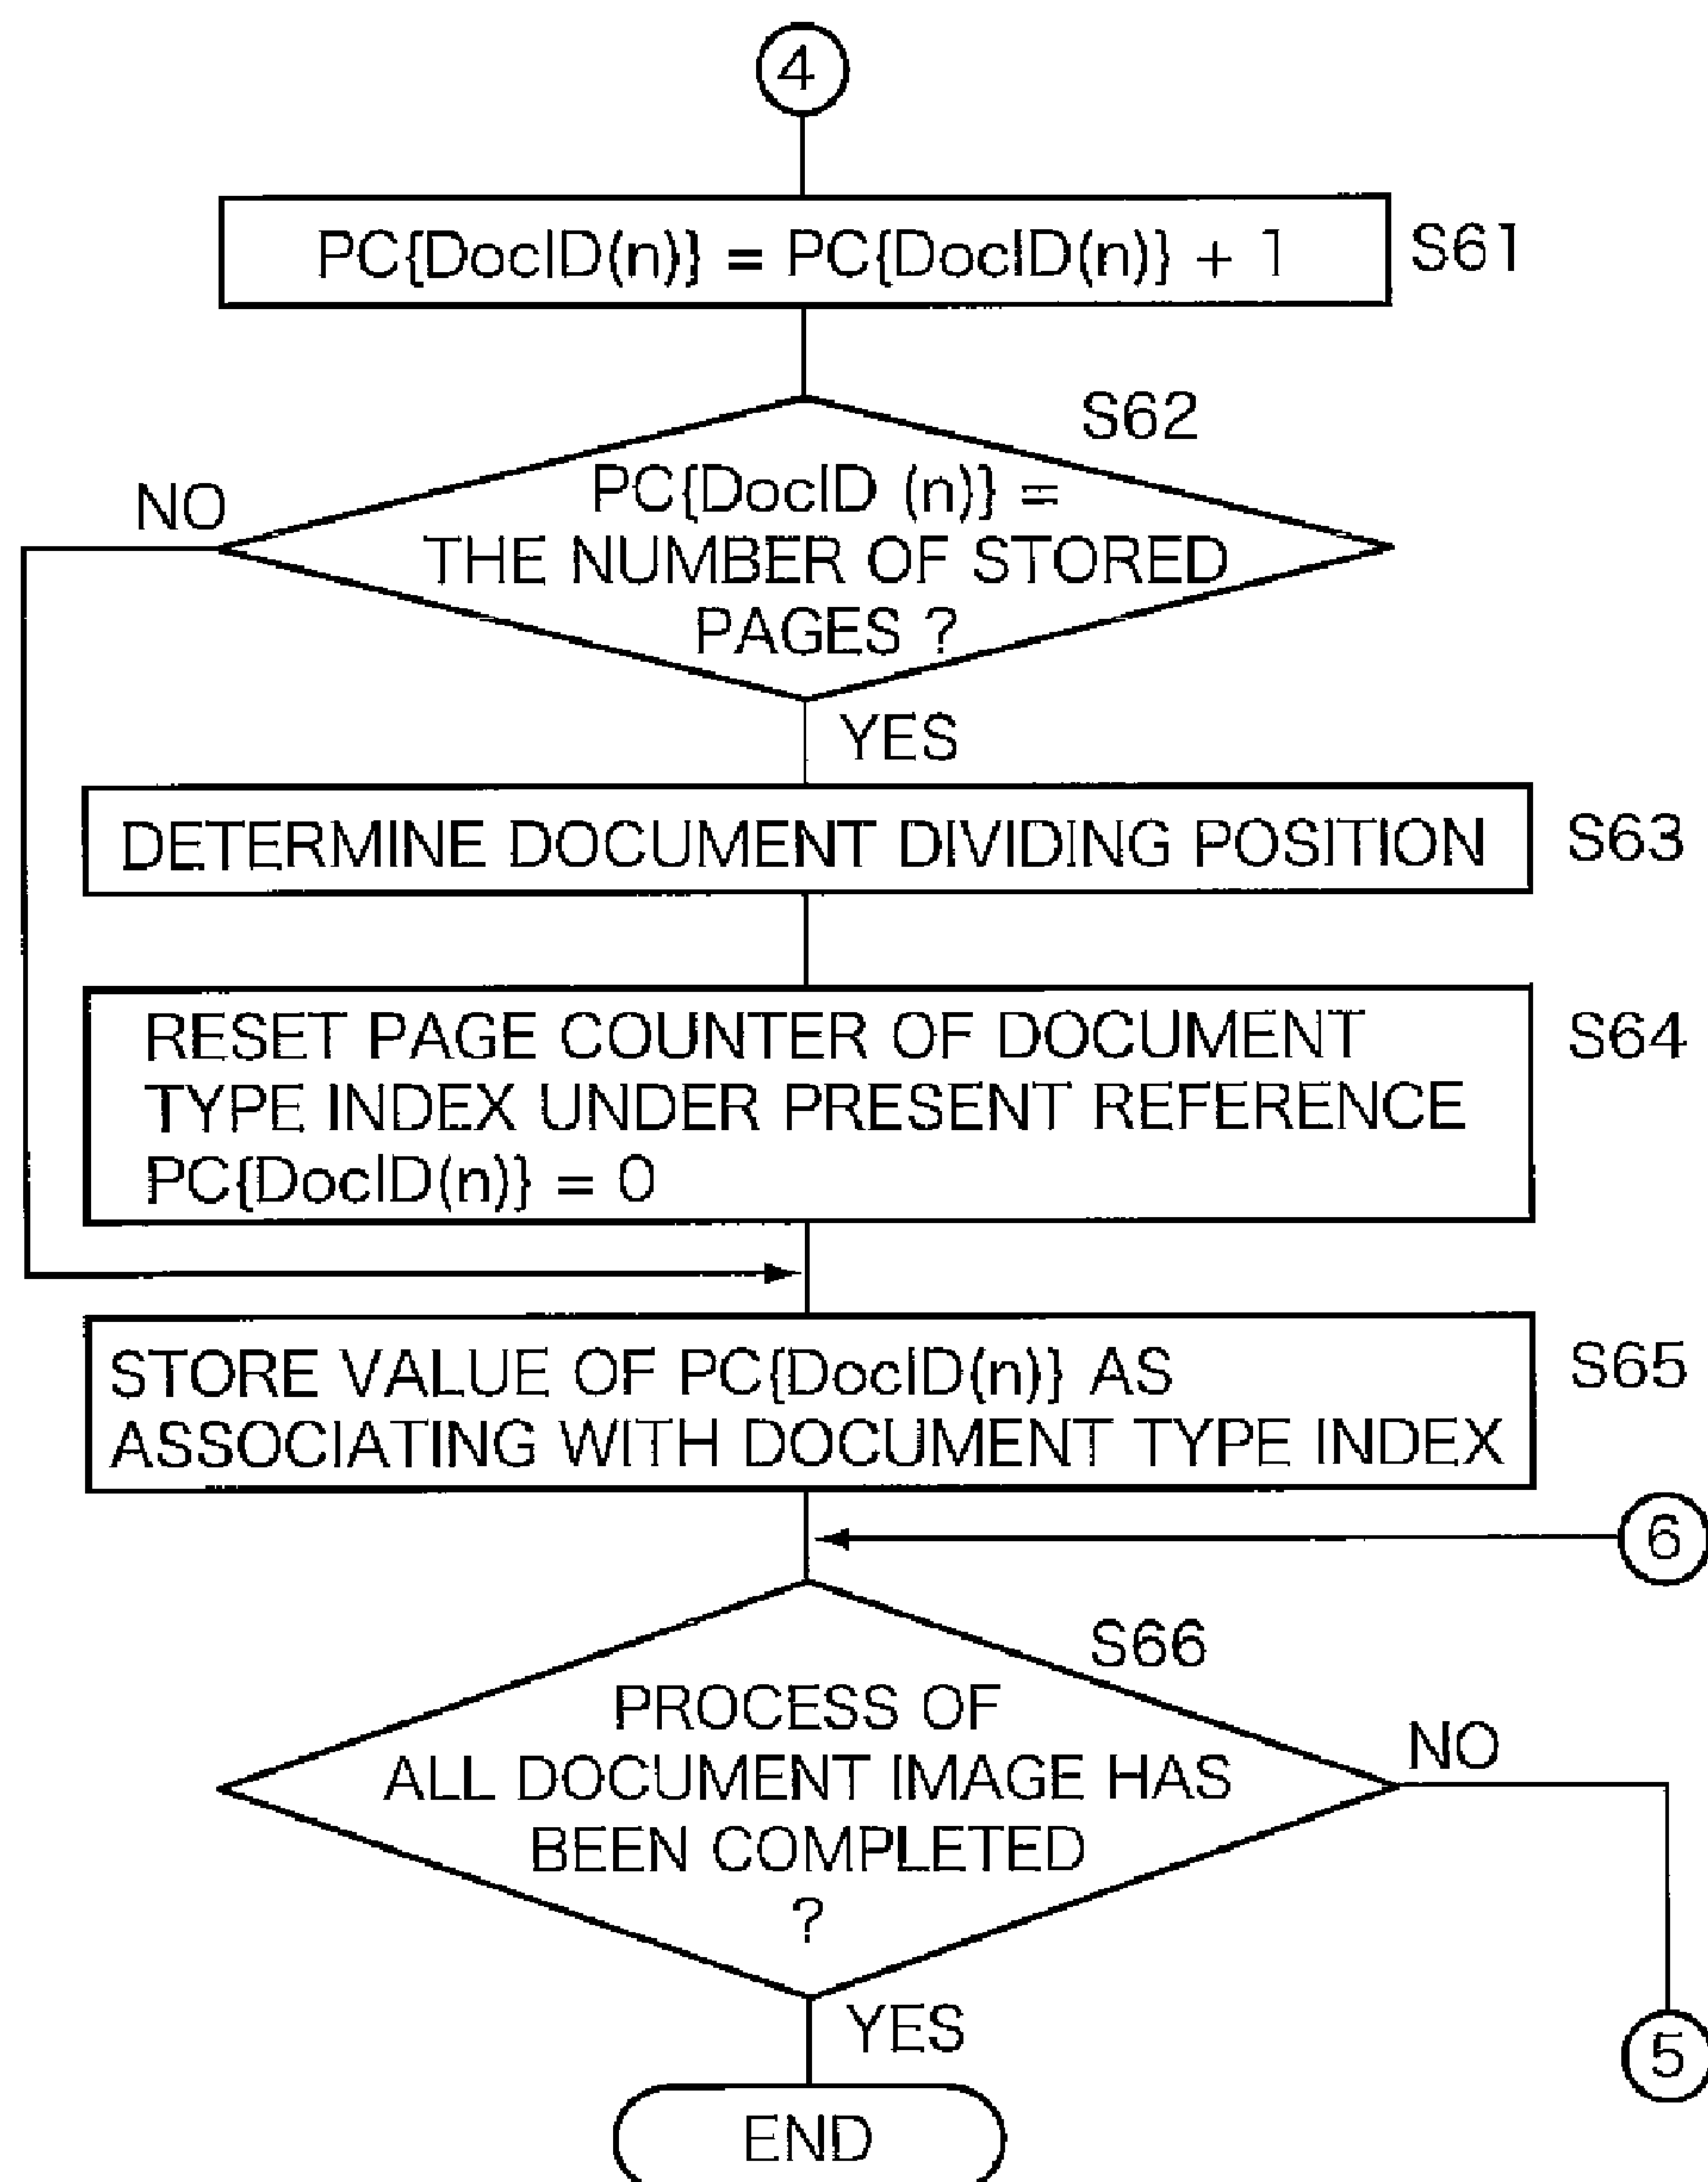 4
PC{DocID(n)} = PC{DocID(n)} + 1
S61
S62
NO
PC{DocID (n)} =
THE NUMBER OF STORED
PAGES ?
YES
DETERMINE DOCUMENT DIVIDING POSITION
S63
RESET PAGE COUNTER OF DOCUMENT
TYPE INDEX UNDER PRESENT REFERENCE
PC{DocID(n)} = 0
S64
STORE VALUE OF PC{DocID(n)} AS
ASSOCIATING WITH DOCUMENT TYPE INDEX
S65
6
S66
PROCESS OF
ALL DOCUMENT IMAGE HAS
BEEN COMPLETED
?
NO
YES
5
END